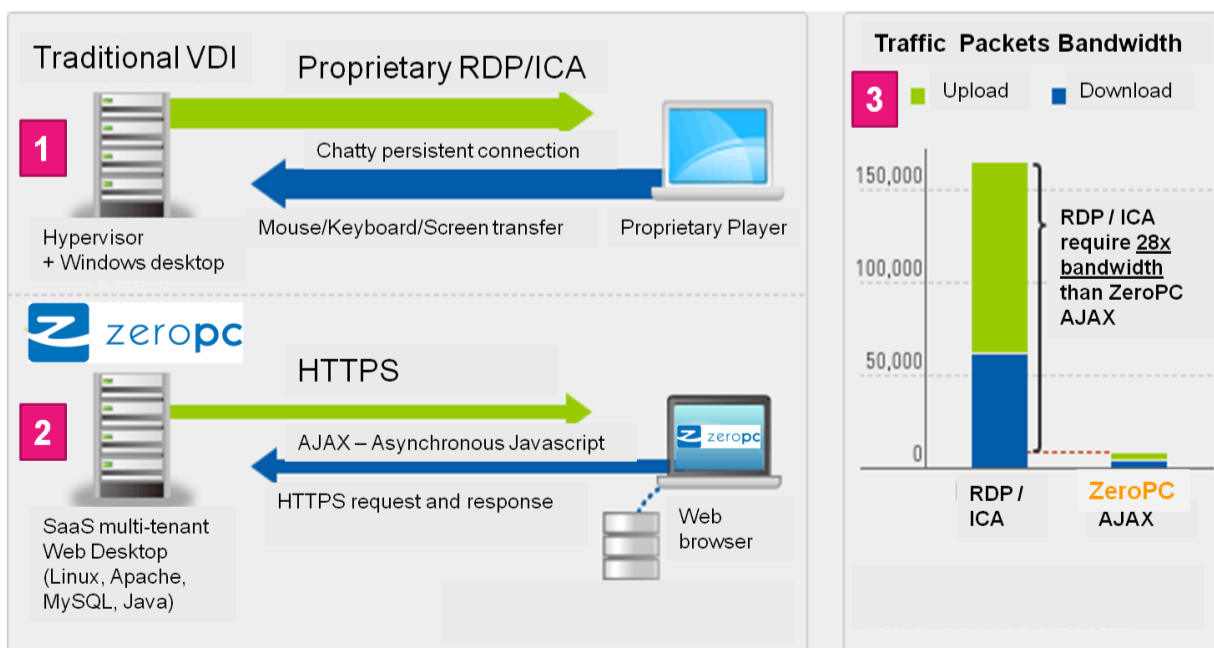 Traditional VDI
Proprietary RDP/ICA
1
Chatty persistent connection
Mouse/Keyboard/Screen transfer
Proprietary Player
Hypervisor
+ Windows desktop
zeropc
HTTPS
2
AJAX – Asynchronous Javascript
zeropc
HTTPS request and response
SaaS multi-tenant
Web Desktop
(Linux, Apache,
MySQL, Java)
Web
browser
Traffic Packets Bandwidth
3
Upload
Download
150,000
100,000
50,000
0
RDP / ICA
require 28x
bandwidth
than ZeroPC
AJAX
RDP /
ICA
ZeroPC
AJAX